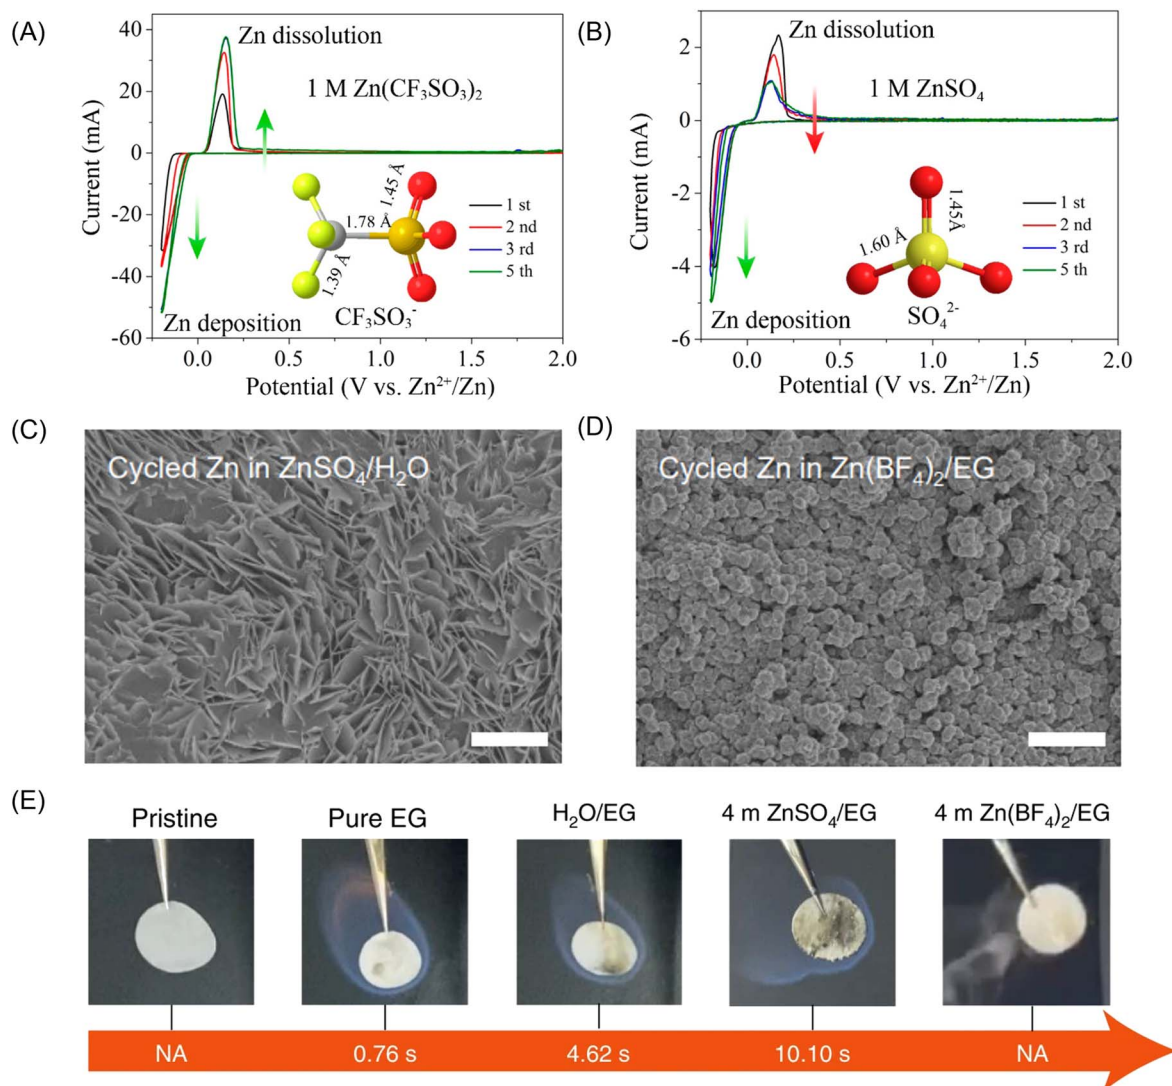 (A)
40
20
0
-20
-40
-60
Current (mA)
Zn dissolution
1 M Zn(CF₃SO₃)₂
1.45 Å
1.78 Å
1.39 Å
CF₃SO₃⁻
1 st
2 nd
3 rd
5 th
Zn deposition
0.0 0.5 1.0 1.5 2.0
Potential (V vs. Zn²⁺/Zn)
(B)
2
0
-2
-4
-6
Current (mA)
Zn dissolution
1 M ZnSO₄
1.45Å
1.60 Å
SO₄²⁻
1 st
2 nd
3 rd
5 th
Zn deposition
0.0 0.5 1.0 1.5 2.0
Potential (V vs. Zn²⁺/Zn)
(C)
Cycled Zn in ZnSO₄/H₂O
(D)
Cycled Zn in Zn(BF₄)₂/EG
(E)
Pristine
Pure EG
H₂O/EG
4 m ZnSO₄/EG
4 m Zn(BF₄)₂/EG
NA
0.76 s
4.62 s
10.10 s
NA